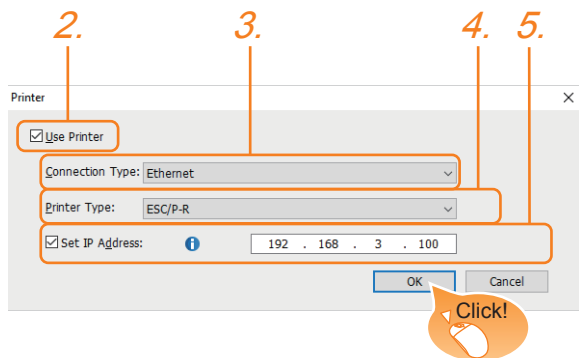 2. 3. 4. 5.
Printer
Use Printer
Connection Type: Ethernet
Printer Type: ESC/P-R
Set IP Address: i 192 . 168 . 3 . 100
OK Cancel
Click!